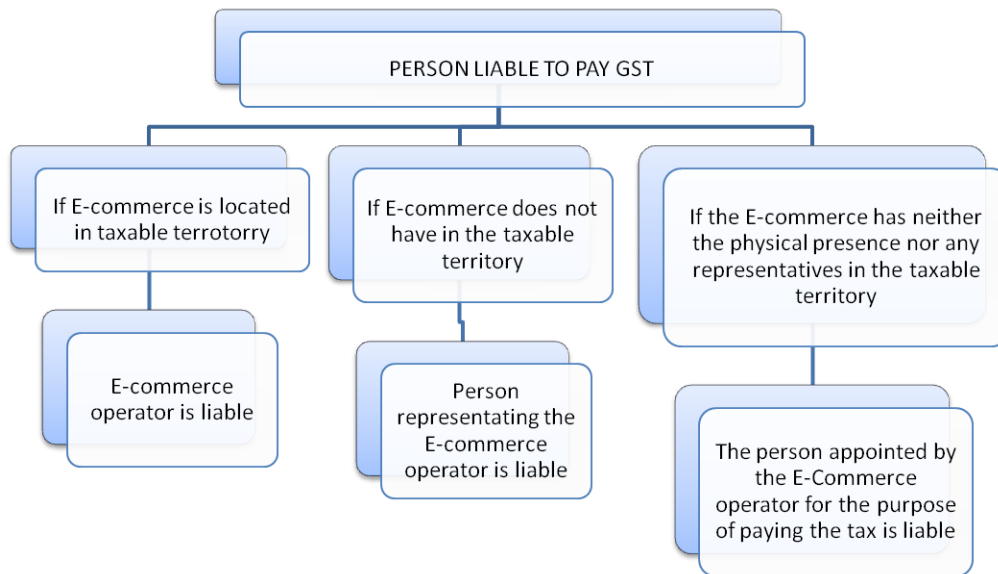 PERSON LIABLE TO PAY GST
If E-commerce is located
in taxable terrotorry
If E-commerce does not
have in the taxable
territory
If the E-commerce has neither
the physical presence nor any
representatives in the taxable
territory
E-commerce
operator is liable
Person
representating the
E-commerce
operator is liable
The person appointed by
the E-Commerce
operator for the purpose
of paying the tax is liable